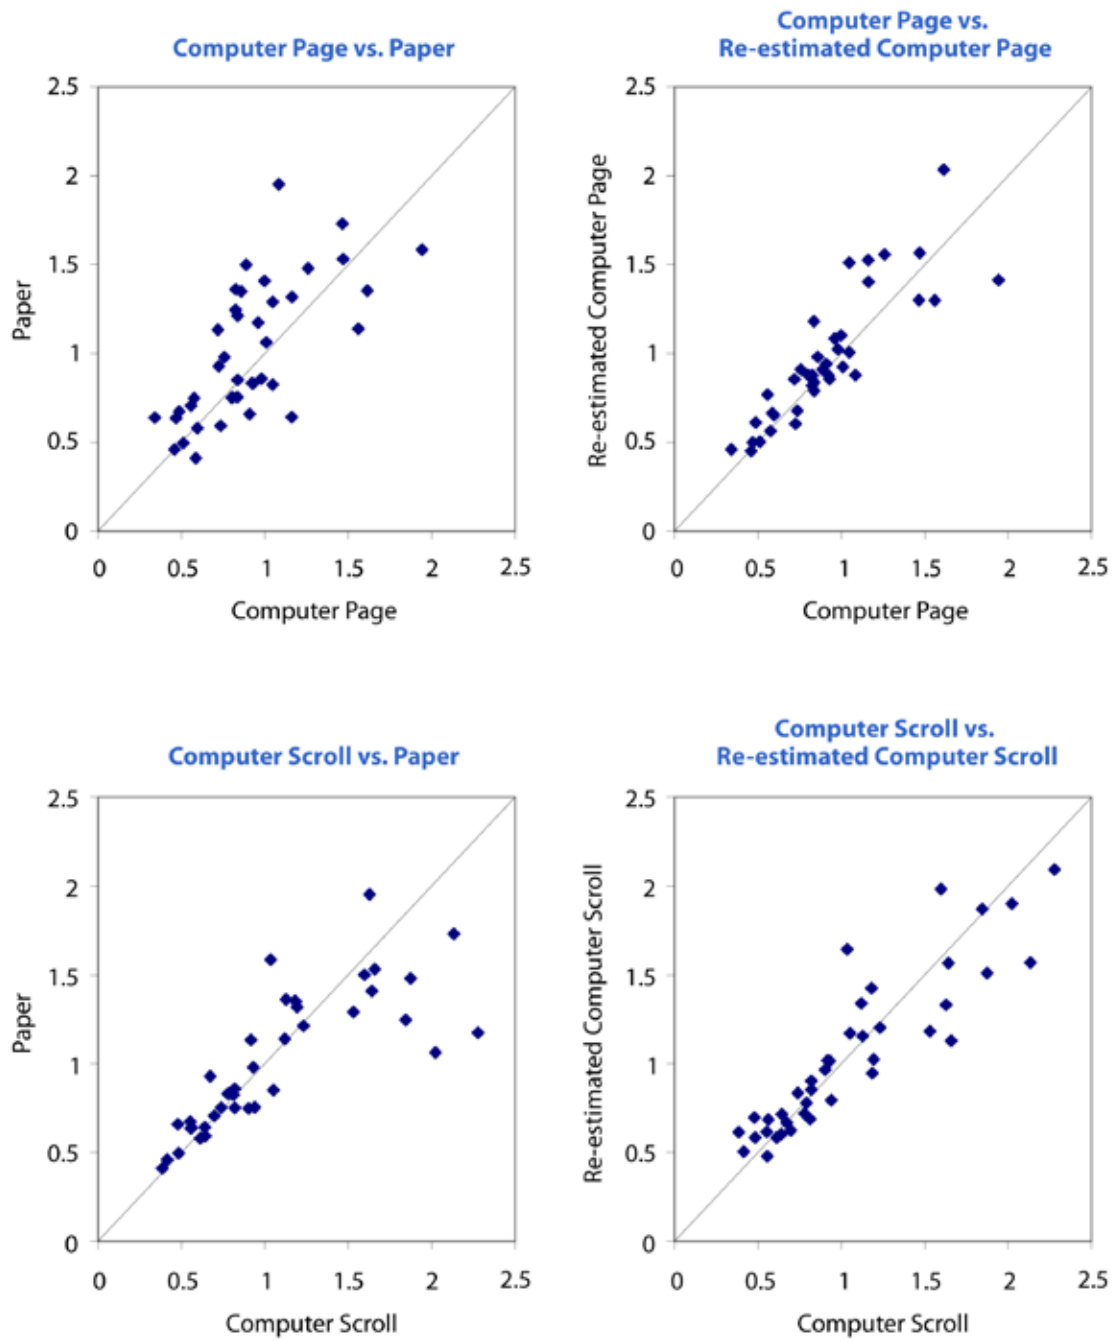 Computer Page vs. Paper
2.5
2
1.5
1
0.5
0
Paper
0 0.5 1 1.5 2 2.5
Computer Page
Computer Page vs.
Re-estimated Computer Page
2.5
2
1.5
1
0.5
0
Re-estimated Computer Page
0 0.5 1 1.5 2 2.5
Computer Page
Computer Scroll vs. Paper
2.5
2
1.5
1
0.5
0
Paper
0 0.5 1 1.5 2 2.5
Computer Scroll
Computer Scroll vs.
Re-estimated Computer Scroll
2.5
2
1.5
1
0.5
0
Re-estimated Computer Scroll
0 0.5 1 1.5 2 2.5
Computer Scroll